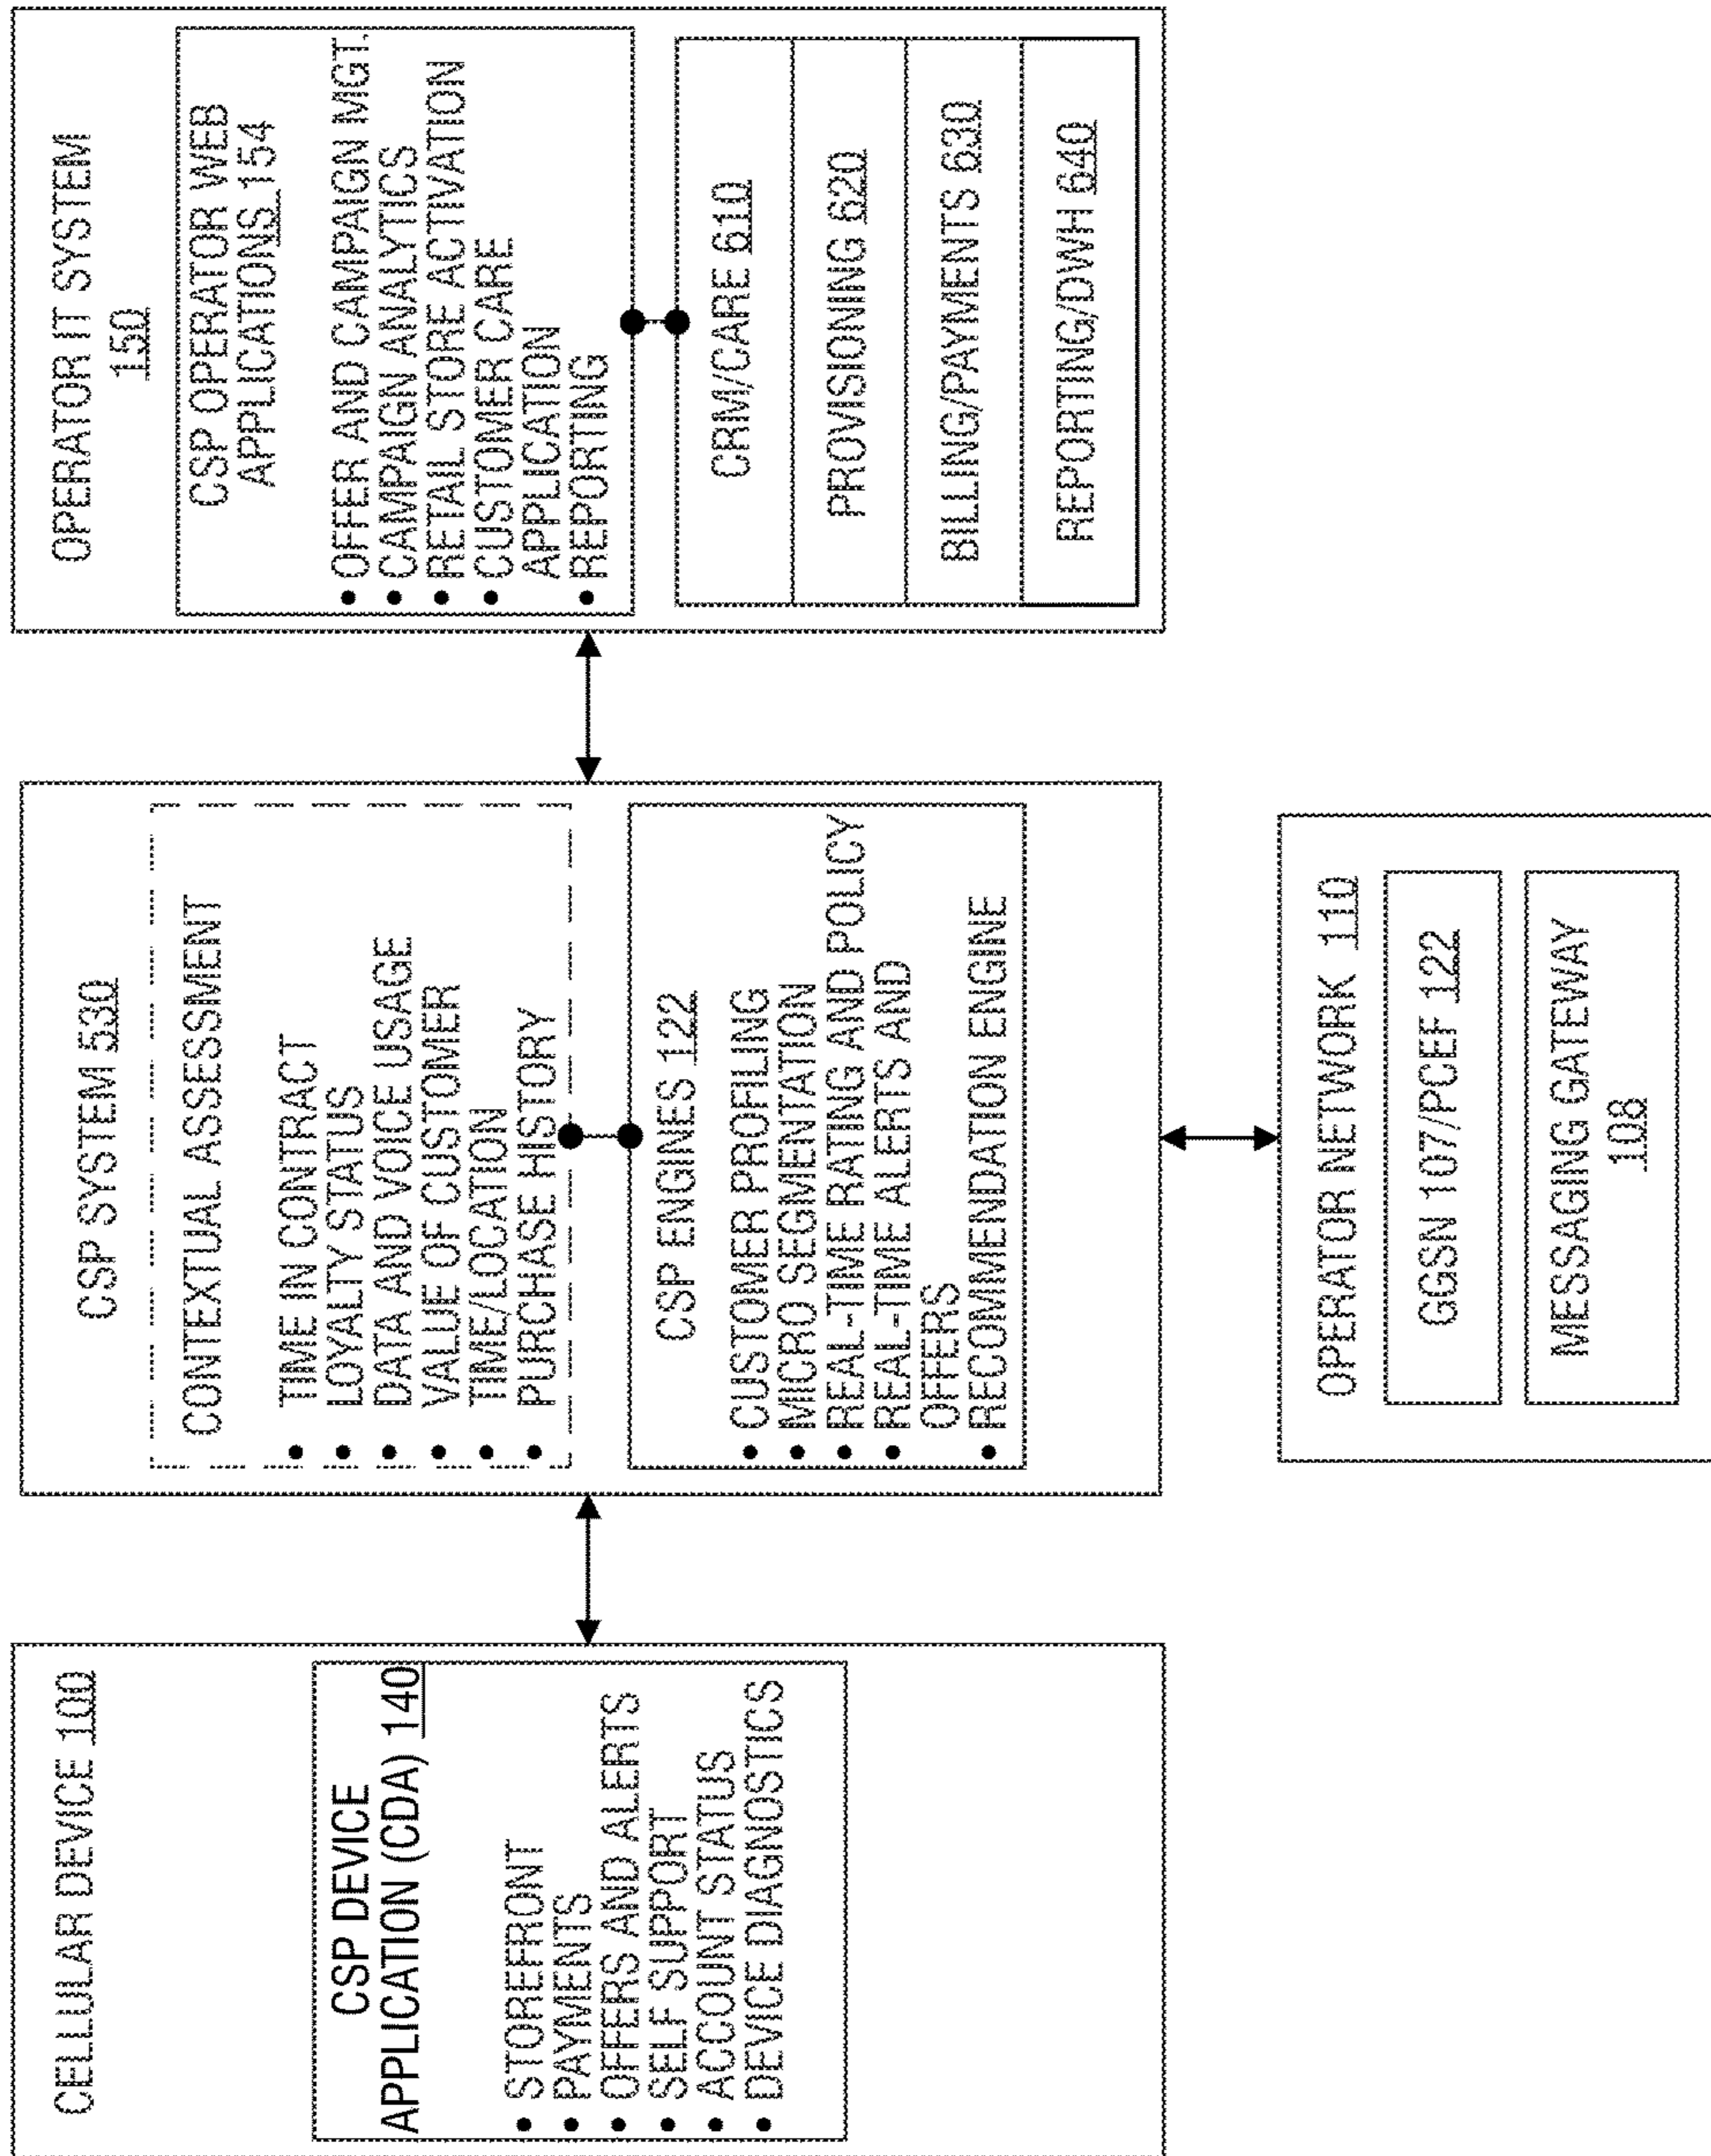 CELLULAR DEVICE 100
CSP DEVICE
APPLICATION (CDA) 140
• STOREFRONT
• PAYMENTS
• OFFERS AND ALERTS
• SELF SUPPORT
• ACCOUNT STATUS
• DEVICE DIAGNOSTICS
CSP SYSTEM 530
CONTEXTUAL ASSESSMENT
• TIME IN CONTRACT
• LOYALTY STATUS
• DATA AND VOICE USAGE
• VALUE OF CUSTOMER
• TIME/LOCATION
• PURCHASE HISTORY
CSP ENGINES 122
• CUSTOMER PROFILING
• MICRO SEGMENTATION
• REAL-TIME RATING AND POLICY
• REAL-TIME ALERTS AND
OFFERS
• RECOMMENDATION ENGINE
OPERATOR NETWORK 110
GGSN 107/PCEF 122
MESSAGING GATEWAY
108
OPERATOR IT SYSTEM
150
CSP OPERATOR WEB
APPLICATIONS 154
• OFFER AND CAMPAIGN MGT.
• CAMPAIGN ANALYTICS
• RETAIL STORE ACTIVATION
• CUSTOMER CARE
APPLICATION
• REPORTING
CRM/CARE 610
PROVISIONING 620
BILLING/PAYMENTS 630
REPORTING/DWH 640